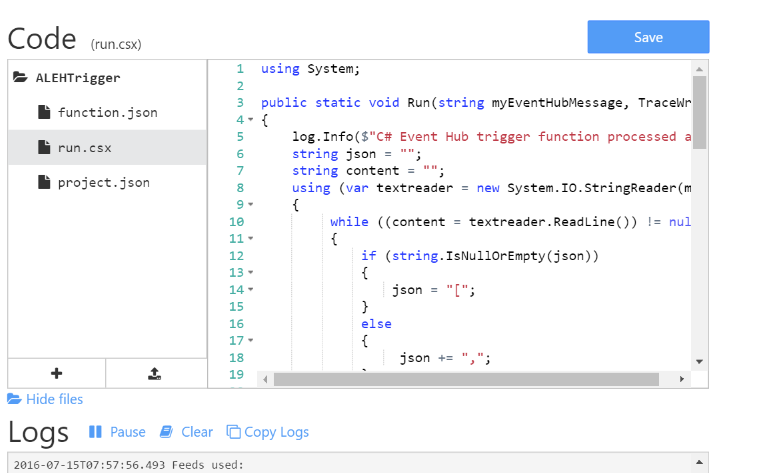 Code (run.csx)
Save
ALEHTrigger
function.json
run.csx
project.json
1 using System;
2
3 public static void Run(string myEventHubMessage, TraceWr
4 {
5 log.Info($"C# Event Hub trigger function processed a
6 string json = "";
7 string content = "";
8 using (var textreader = new System.IO.StringReader(m
9 {
10 while ((content = textreader.ReadLine()) != nul
11 {
12 if (string.IsNullOrEmpty(json))
13 {
14 json = "[";
15 }
16 else
17 {
18 json += ",";
19
Hide files
Logs Pause Clear Copy Logs
2016-07-15T07:57:56.493 Feeds used: